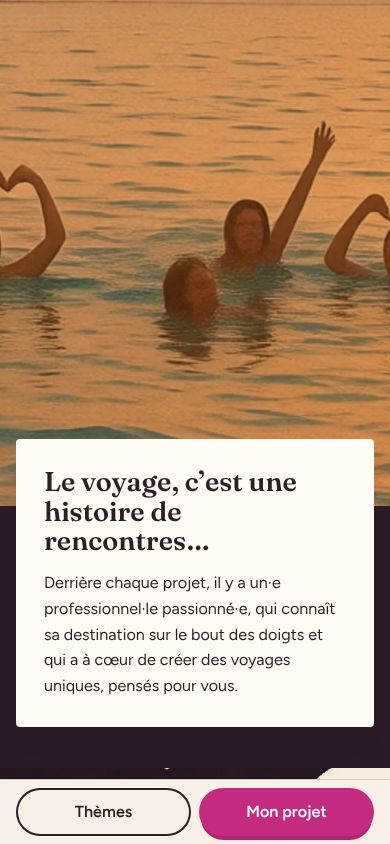 Le voyage, c’est une
histoire de
rencontres…
Derrière chaque projet, il y a un·e
professionnel·le passionné·e, qui connaît
sa destination sur le bout des doigts et
qui a à cœur de créer des voyages
uniques, pensés pour vous.
Thèmes
Mon projet